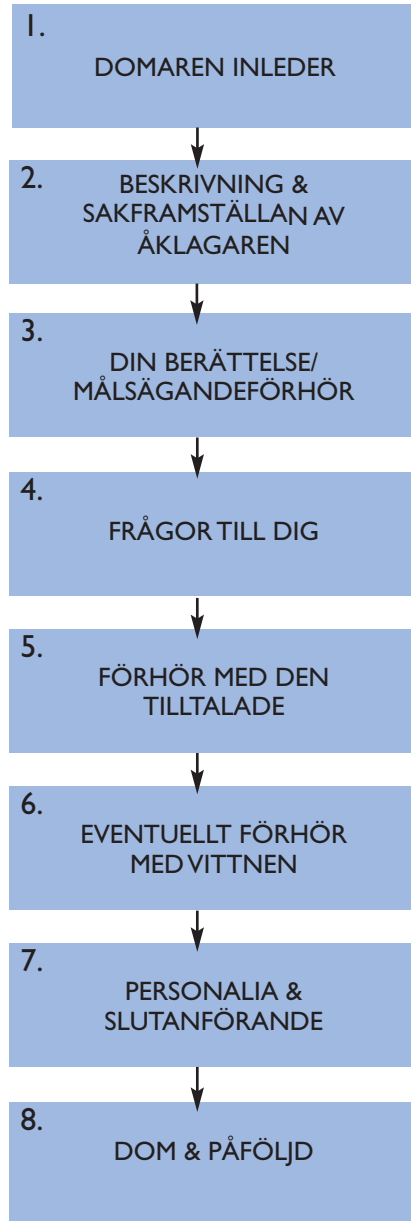 1.
DOMAREN INLEDER
2.
BESKRIVNING &
SAKFRAMSTÄLLAN AV
ÅKLAGAREN
3.
DIN BERÄTTELSE/
MÅLSÄGANDEFÖRHÖR
4.
FRÅGOR TILL DIG
5.
FÖRHÖR MED DEN
TILLTALADE
6.
EVENTUELLT FÖRHÖR
MED VITTNEN
7.
PERSONALIA &
SLUTANFÖRANDE
8.
DOM & PÅFÖLJD